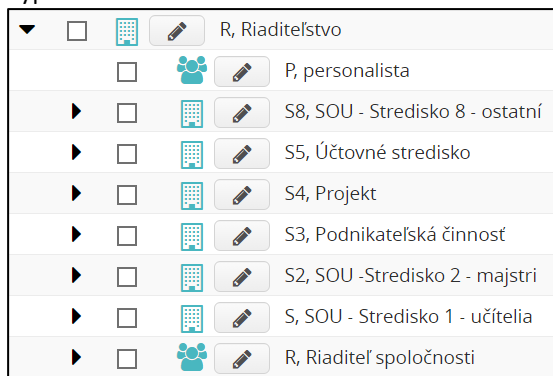 R, Riaditeľstvo
P, personalista
S8, SOU - Stredisko 8 - ostatní
S5, Účtovné stredisko
S4, Projekt
S3, Podnikateľská činnosť
S2, SOU -Stredisko 2 - majstri
S, SOU - Stredisko 1 - učítelia
R, Riaditeľ spoločnosti